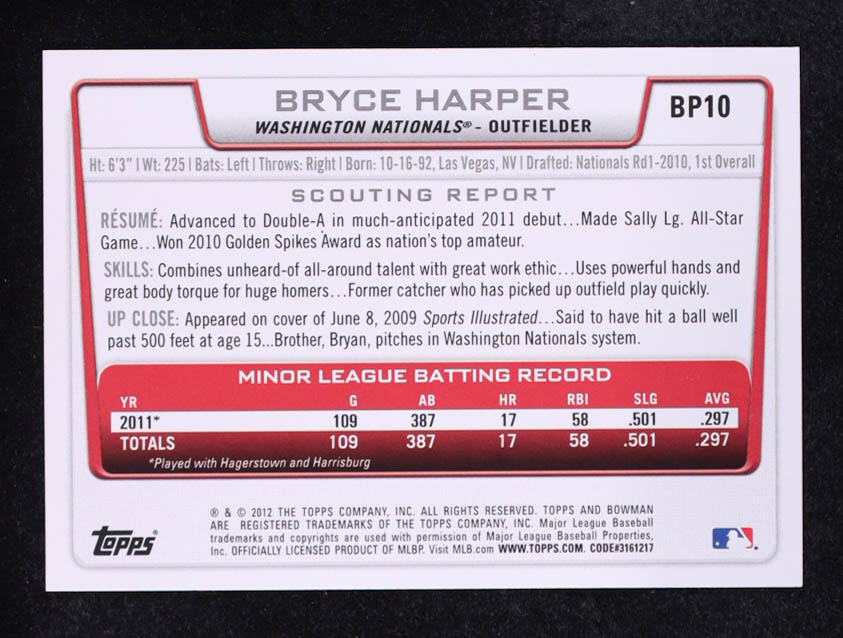 BRYCE HARPER
BP10
WASHINGTON NATIONALS® - OUTFIELDER
Ht: 6'3" | Wt: 225 | Bats: Left | Throws: Right | Born: 10-16-92, Las Vegas, NV | Drafted: Nationals Rd1-2010, 1st Overall
SCOUTING REPORT
RÉSUMÉ: Advanced to Double-A in much-anticipated 2011 debut...Made Sally Lg. All-Star
Game...Won 2010 Golden Spikes Award as nation's top amateur.
SKILLS: Combines unheard-of all-around talent with great work ethic...Uses powerful hands and
great body torque for huge homers...Former catcher who has picked up outfield play quickly.
UP CLOSE: Appeared on cover of June 8, 2009 Sports Illustrated...Said to have hit a ball well
past 500 feet at age 15...Brother, Bryan, pitches in Washington Nationals system.
MINOR LEAGUE BATTING RECORD
YR G AB HR RBI SLG AVG
2011* 109 387 17 58 .501 .297
TOTALS 109 387 17 58 .501 .297
*Played with Hagerstown and Harrisburg
® & © 2012 THE TOPPS COMPANY, INC. ALL RIGHTS RESERVED. TOPPS AND BOWMAN
ARE REGISTERED TRADEMARKS OF THE TOPPS COMPANY, INC. Major League Baseball
trademarks and copyrights are used with permission of Major League Baseball Properties,
Inc. OFFICIALLY LICENSED PRODUCT OF MLBP. Visit MLB.com WWW.TOPPS.COM. CODE#3161217
Topps®